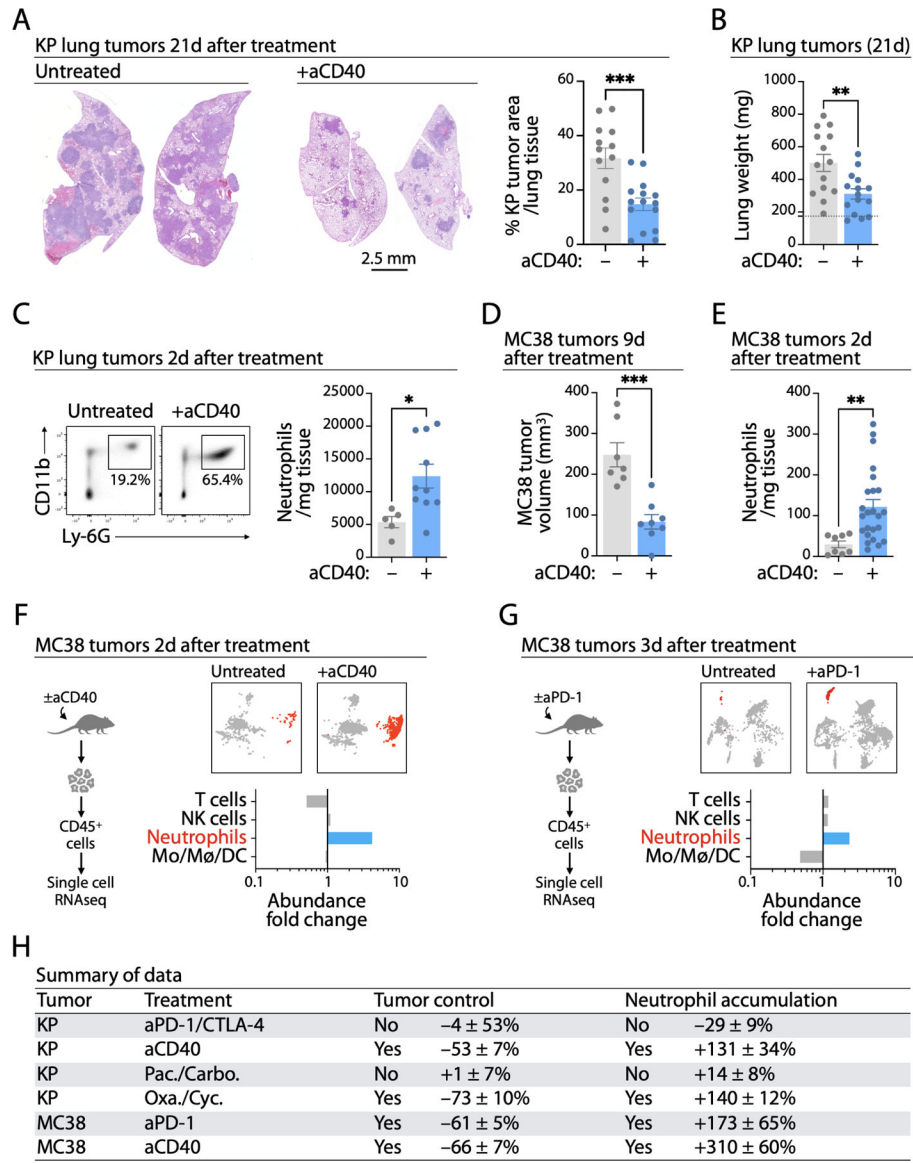 A
KP lung tumors 21d after treatment
Untreated
+aCD40
2.5 mm
% KP tumor area
/lung tissue
60
40
20
0
***
aCD40: – +
B
KP lung tumors (21d)
Lung weight (mg)
1000
800
600
400
200
0
**
aCD40: – +
C
KP lung tumors 2d after treatment
Untreated
+aCD40
19.2%
65.4%
CD11b
Ly-6G
Neutrophils
/mg tissue
25000
20000
15000
10000
5000
0
*
aCD40: – +
D
MC38 tumors 9d
after treatment
MC38 tumor
volume (mm³)
400
300
200
100
0
***
aCD40: – +
E
MC38 tumors 2d
after treatment
Neutrophils
/mg tissue
400
300
200
100
0
**
aCD40: – +
F
MC38 tumors 2d after treatment
±aCD40
CD45⁺
cells
Single cell
RNAseq
Untreated
+aCD40
T cells
NK cells
Neutrophils
Mo/Mø/DC
0.1 1 10
Abundance
fold change
G
MC38 tumors 3d after treatment
±aPD-1
CD45⁺
cells
Single cell
RNAseq
Untreated
+aPD-1
T cells
NK cells
Neutrophils
Mo/Mø/DC
0.1 1 10
Abundance
fold change
H
Summary of data
Tumor Treatment Tumor control Neutrophil accumulation
KP aPD-1/CTLA-4 No –4 ± 53% No –29 ± 9%
KP aCD40 Yes –53 ± 7% Yes +131 ± 34%
KP Pac./Carbo. No +1 ± 7% No +14 ± 8%
KP Oxa./Cyc. Yes –73 ± 10% Yes +140 ± 12%
MC38 aPD-1 Yes –61 ± 5% Yes +173 ± 65%
MC38 aCD40 Yes –66 ± 7% Yes +310 ± 60%